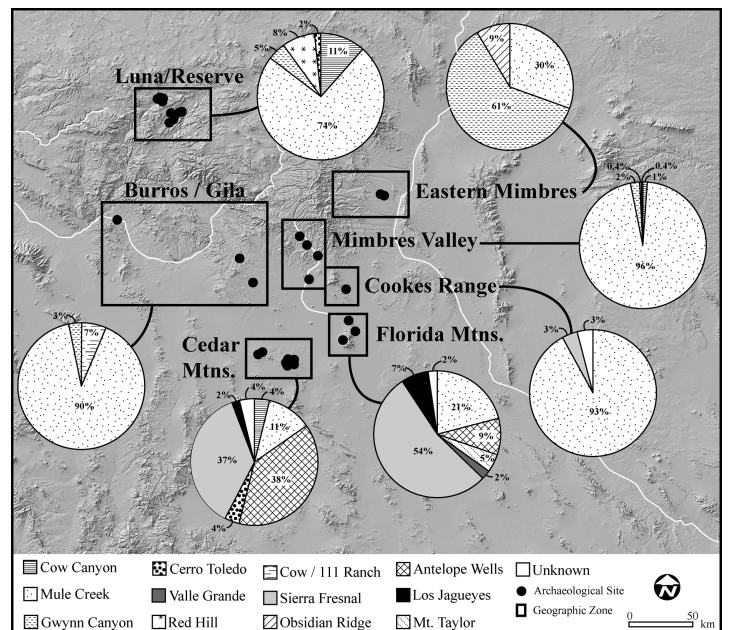 2%
8%
5%
11%
9%
30%
Luna/Reserve
61%
74%
0.4%
0.4%
2%
1%
Burros / Gila
Eastern Mimbres
Mimbres Valley
96%
Cookes Range
3%
7%
Cedar
Mtns.
Florida Mtns.
3%
3%
90%
2%
4%
4%
7%
2%
11%
21%
93%
37%
38%
54%
9%
5%
2%
4%
Cow Canyon
Cerro Toledo
Cow / 111 Ranch
Antelope Wells
Unknown
Mule Creek
Valle Grande
Sierra Fresnal
Los Jagueyes
Archaeological Site
Gwynn Canyon
Red Hill
Obsidian Ridge
Mt. Taylor
Geographic Zone
N
0 50
km